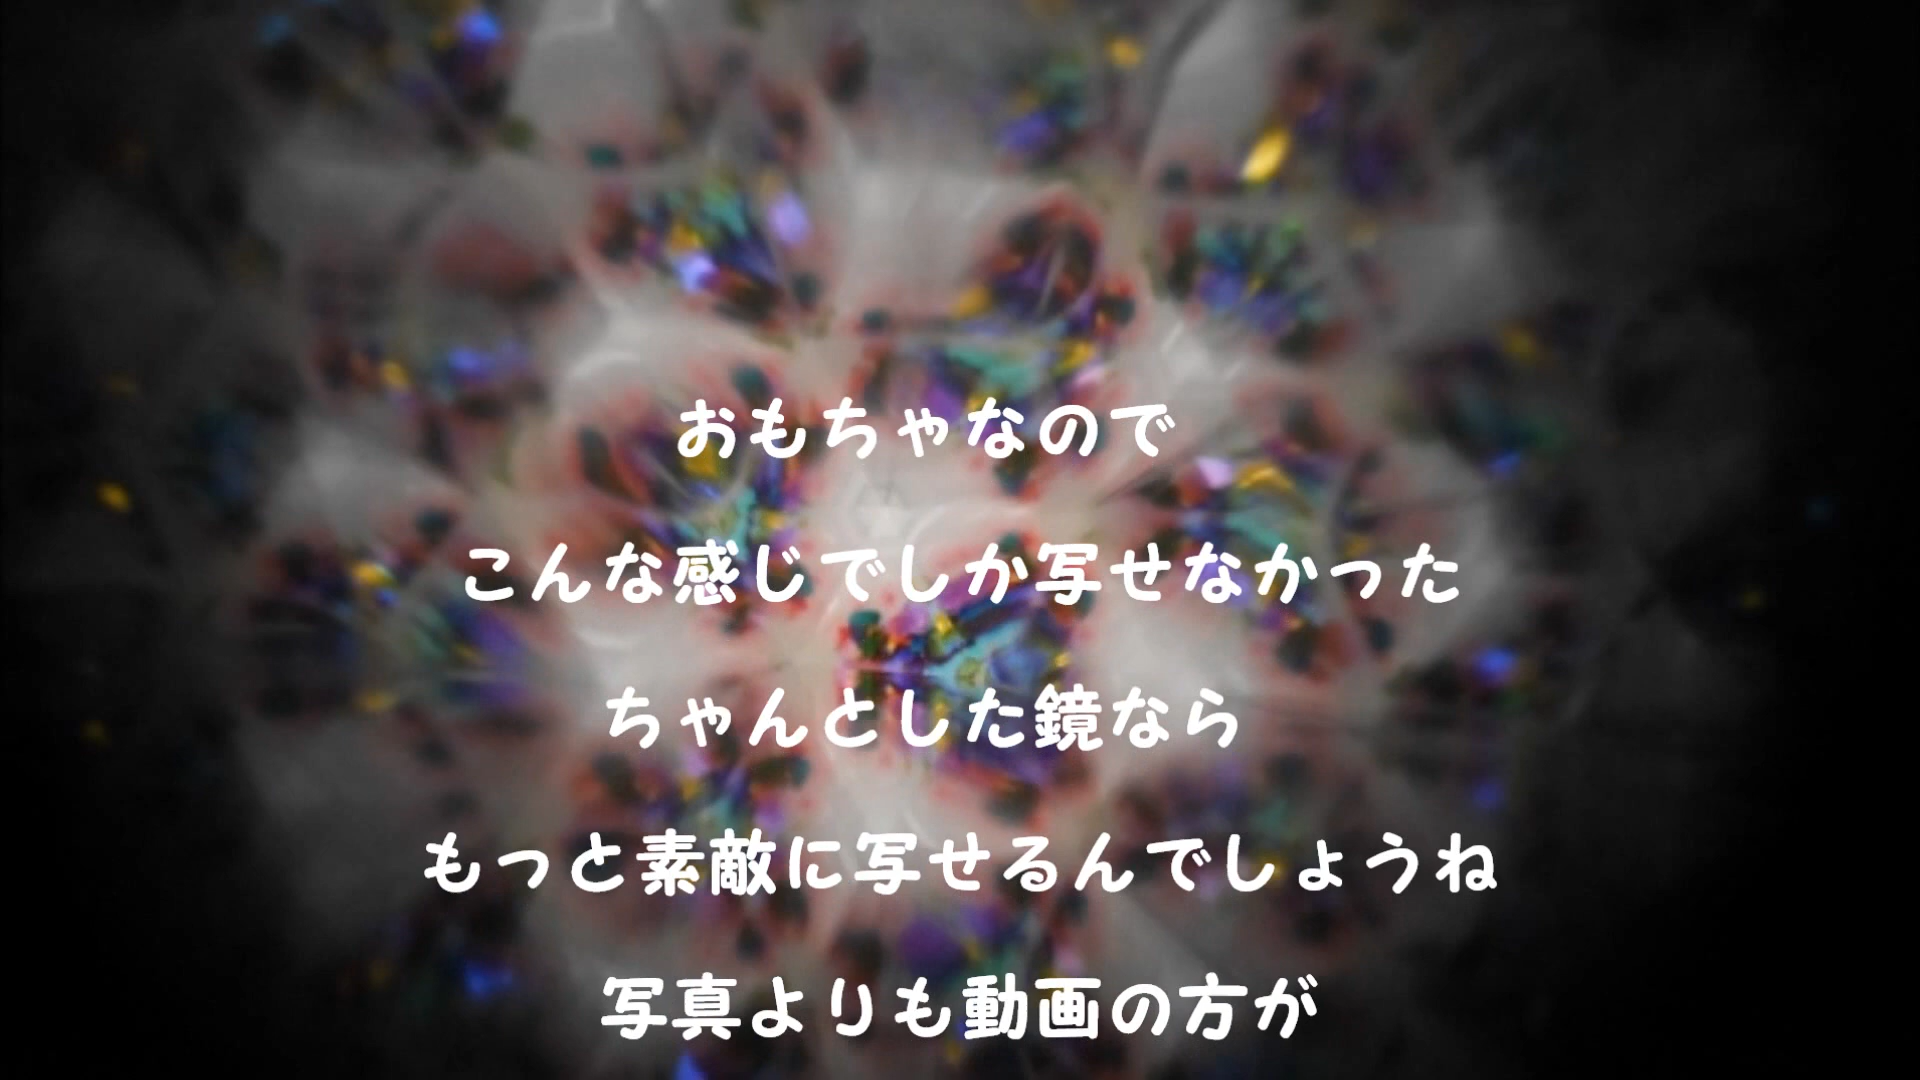 おもちゃなので
こんな感じでしか写せなかった
ちゃんとした鏡なら
もっと素敵に写せるんでしょうね
写真よりも動画の方が